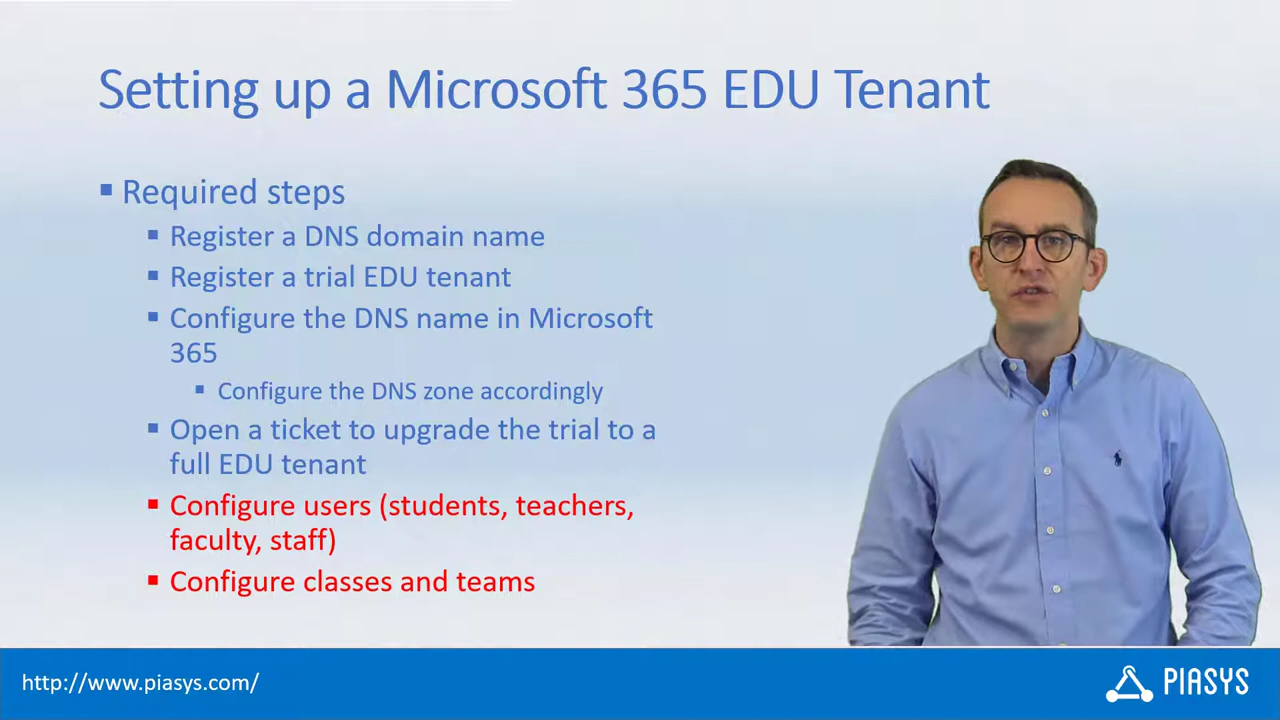 Setting up a Microsoft 365 EDU Tenant
Required steps
Register a DNS domain name
Register a trial EDU tenant
Configure the DNS name in Microsoft
365
Configure the DNS zone accordingly
Open a ticket to upgrade the trial to a
full EDU tenant
Configure users (students, teachers,
faculty, staff)
Configure classes and teams
http://www.piasys.com/
PIASYS